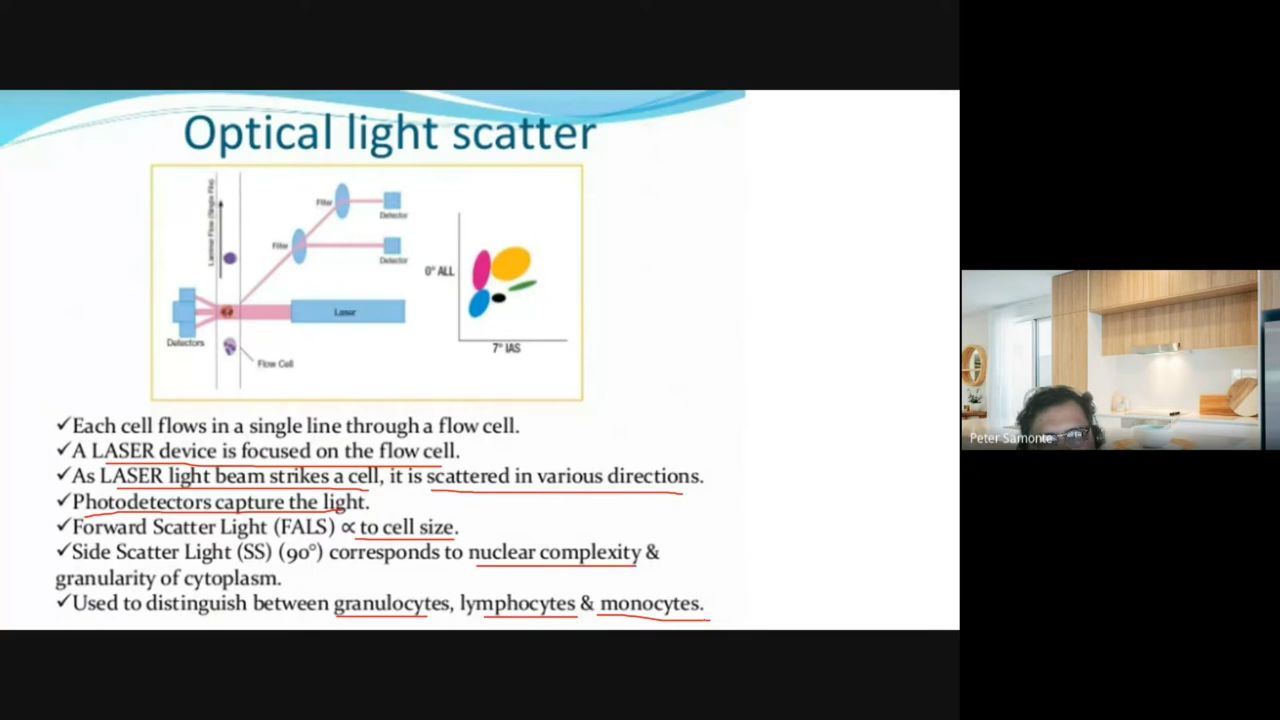 Optical light scatter
Laminar Flow (Single File)
Filter
Detector
Filter
Detector
Laser
Detectors
Flow Cell
0° ALL
7° IAS
✓Each cell flows in a single line through a flow cell.
✓A LASER device is focused on the flow cell.
✓As LASER light beam strikes a cell, it is scattered in various directions.
✓Photodetectors capture the light.
✓Forward Scatter Light (FALS) ∝ to cell size.
✓Side Scatter Light (SS) (90°) corresponds to nuclear complexity &
granularity of cytoplasm.
✓Used to distinguish between granulocytes, lymphocytes & monocytes.
Peter Samonte